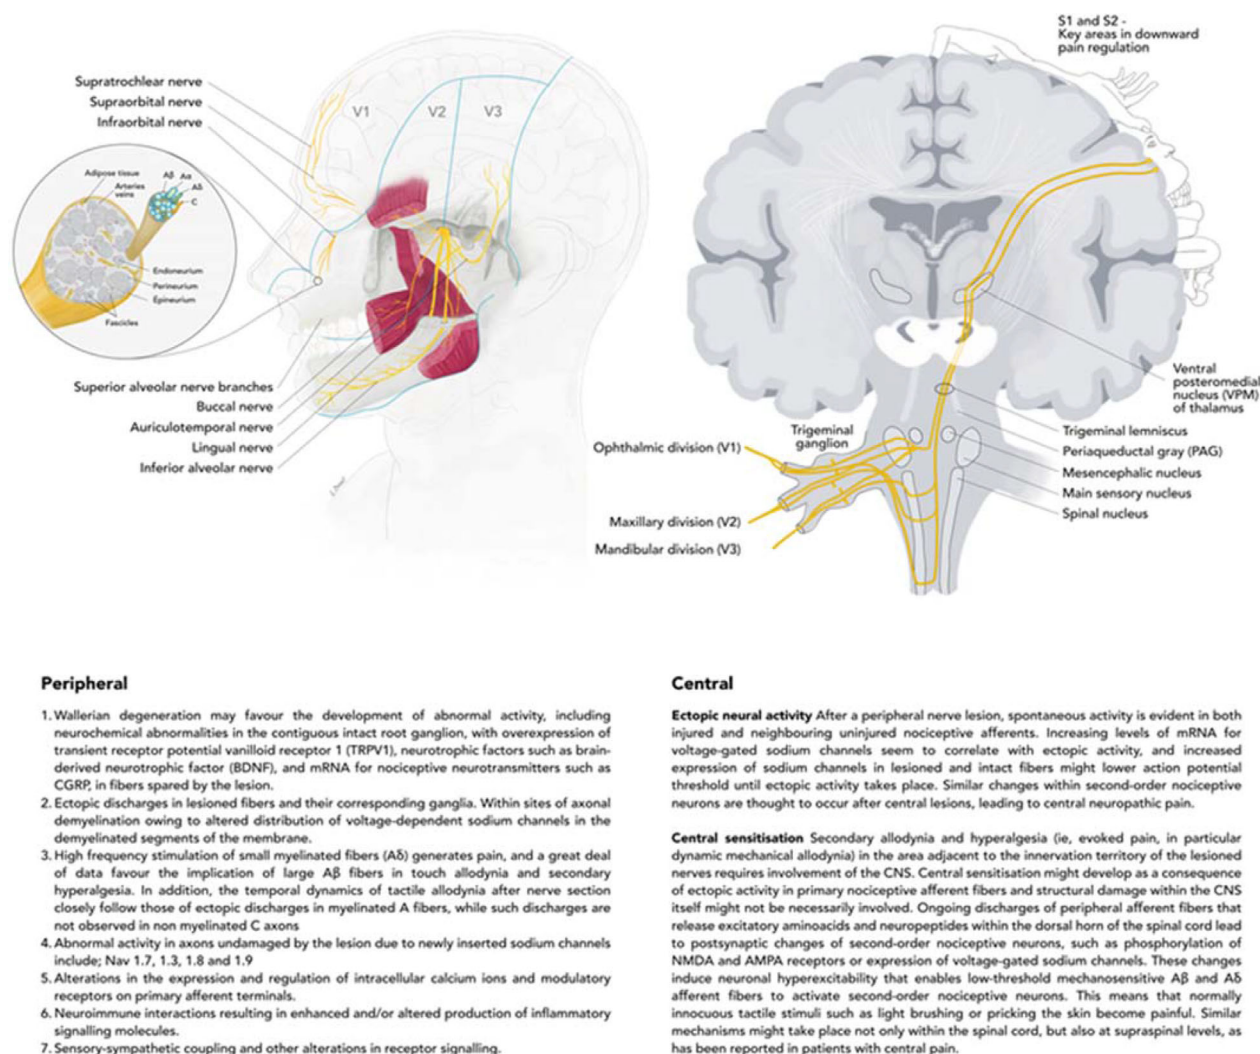 Supratrochlear nerve
Supraorbital nerve
Infraorbital nerve
V1
V2
V3
Adipose tissue
Arteries
veins
Aβ
Aα
Aδ
C
Endoneurium
Perineurium
Epineurium
Fascicles
Superior alveolar nerve branches
Buccal nerve
Auriculotemporal nerve
Lingual nerve
Inferior alveolar nerve
S1 and S2 -
Key areas in downward
pain regulation
Ventral
posteromedial
nucleus (VPM)
of thalamus
Trigeminal
ganglion
Ophthalmic division (V1)
Maxillary division (V2)
Mandibular division (V3)
Trigeminal lemniscus
Periaqueductal gray (PAG)
Mesencephalic nucleus
Main sensory nucleus
Spinal nucleus
Peripheral
1. Wallerian degeneration may favour the development of abnormal activity, including
neurochemical abnormalities in the contiguous intact root ganglion, with overexpression of
transient receptor potential vanilloid receptor 1 (TRPV1), neurotrophic factors such as brain-
derived neurotrophic factor (BDNF), and mRNA for nociceptive neurotransmitters such as
CGRP, in fibers spared by the lesion.
2. Ectopic discharges in lesioned fibers and their corresponding ganglia. Within sites of axonal
demyelination owing to altered distribution of voltage-dependent sodium channels in the
demyelinated segments of the membrane.
3. High frequency stimulation of small myelinated fibers (Aδ) generates pain, and a great deal
of data favour the implication of large Aβ fibers in touch allodynia and secondary
hyperalgesia. In addition, the temporal dynamics of tactile allodynia after nerve section
closely follow those of ectopic discharges in myelinated A fibers, while such discharges are
not observed in non myelinated C axons
4. Abnormal activity in axons undamaged by the lesion due to newly inserted sodium channels
include; Nav 1.7, 1.3, 1.8 and 1.9
5. Alterations in the expression and regulation of intracellular calcium ions and modulatory
receptors on primary afferent terminals.
6. Neuroimmune interactions resulting in enhanced and/or altered production of inflammatory
signalling molecules.
7. Sensory-sympathetic coupling and other alterations in receptor signalling.
Central
Ectopic neural activity After a peripheral nerve lesion, spontaneous activity is evident in both
injured and neighbouring uninjured nociceptive afferents. Increasing levels of mRNA for
voltage-gated sodium channels seem to correlate with ectopic activity, and increased
expression of sodium channels in lesioned and intact fibers might lower action potential
threshold until ectopic activity takes place. Similar changes within second-order nociceptive
neurons are thought to occur after central lesions, leading to central neuropathic pain.
Central sensitisation Secondary allodynia and hyperalgesia (ie, evoked pain, in particular
dynamic mechanical allodynia) in the area adjacent to the innervation territory of the lesioned
nerves requires involvement of the CNS. Central sensitisation might develop as a consequence
of ectopic activity in primary nociceptive afferent fibers and structural damage within the CNS
itself might not be necessarily involved. Ongoing discharges of peripheral afferent fibers that
release excitatory aminoacids and neuropeptides within the dorsal horn of the spinal cord lead
to postsynaptic changes of second-order nociceptive neurons, such as phosphorylation of
NMDA and AMPA receptors or expression of voltage-gated sodium channels. These changes
induce neuronal hyperexcitability that enables low-threshold mechanosensitive Aβ and Aδ
afferent fibers to activate second-order nociceptive neurons. This means that normally
innocuous tactile stimuli such as light brushing or pricking the skin become painful. Similar
mechanisms might take place not only within the spinal cord, but also at supraspinal levels, as
has been reported in patients with central pain.